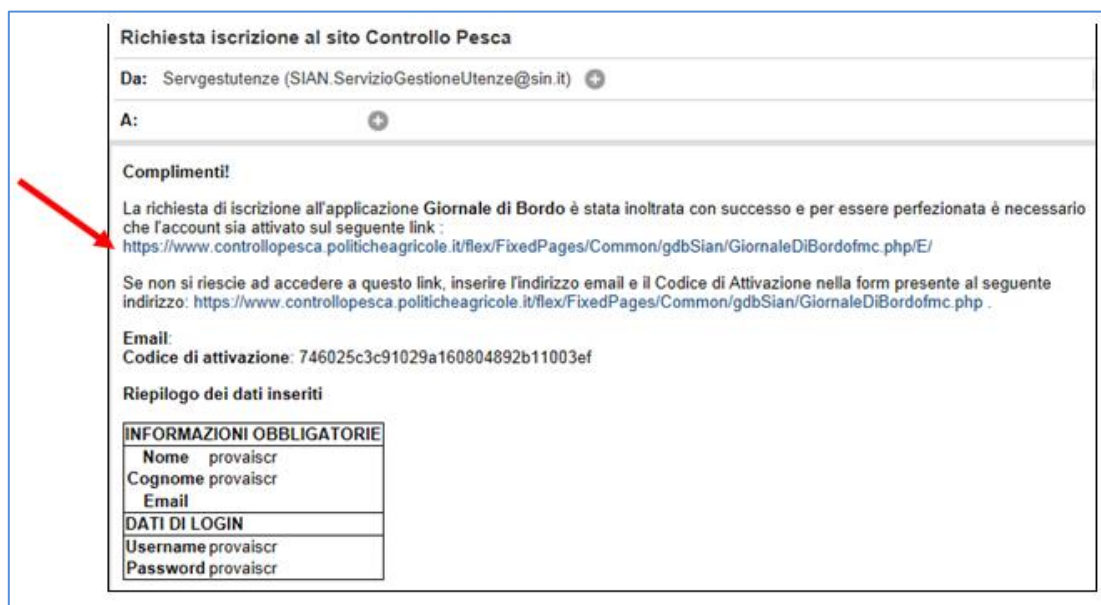 Richiesta iscrizione al sito Controllo Pesca
Da: Servgestutenze (SIAN.ServizioGestioneUtenze@sin.it)
A:
Complimenti!
La richiesta di iscrizione all'applicazione Giornale di Bordo è stata inoltrata con successo e per essere perfezionata è necessario
che l'account sia attivato sul seguente link :
https://www.controllopesca.politicheagricole.it/flex/FixedPages/Common/gdbSian/GiornaleDiBordofmc.php/E/
Se non si riescie ad accedere a questo link, inserire l'indirizzo email e il Codice di Attivazione nella form presente al seguente
indirizzo: https://www.controllopesca.politicheagricole.it/flex/FixedPages/Common/gdbSian/GiornaleDiBordofmc.php .
Email:
Codice di attivazione: 746025c3c91029a160804892b11003ef
Riepilogo dei dati inseriti
INFORMAZIONI OBBLIGATORIE
Nome provaiscr
Cognome provaiscr
Email
DATI DI LOGIN
Username provaiscr
Password provaiscr